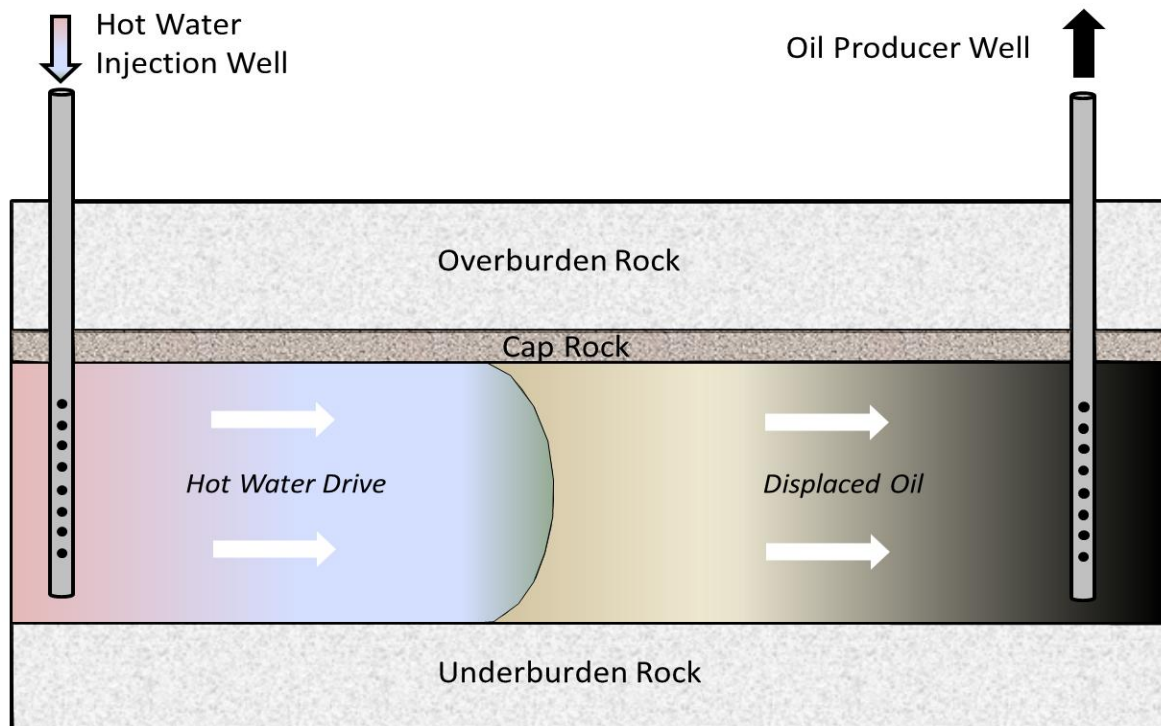 Hot Water
Injection Well
Oil Producer Well
Overburden Rock
Cap Rock
Hot Water Drive
Displaced Oil
Underburden Rock